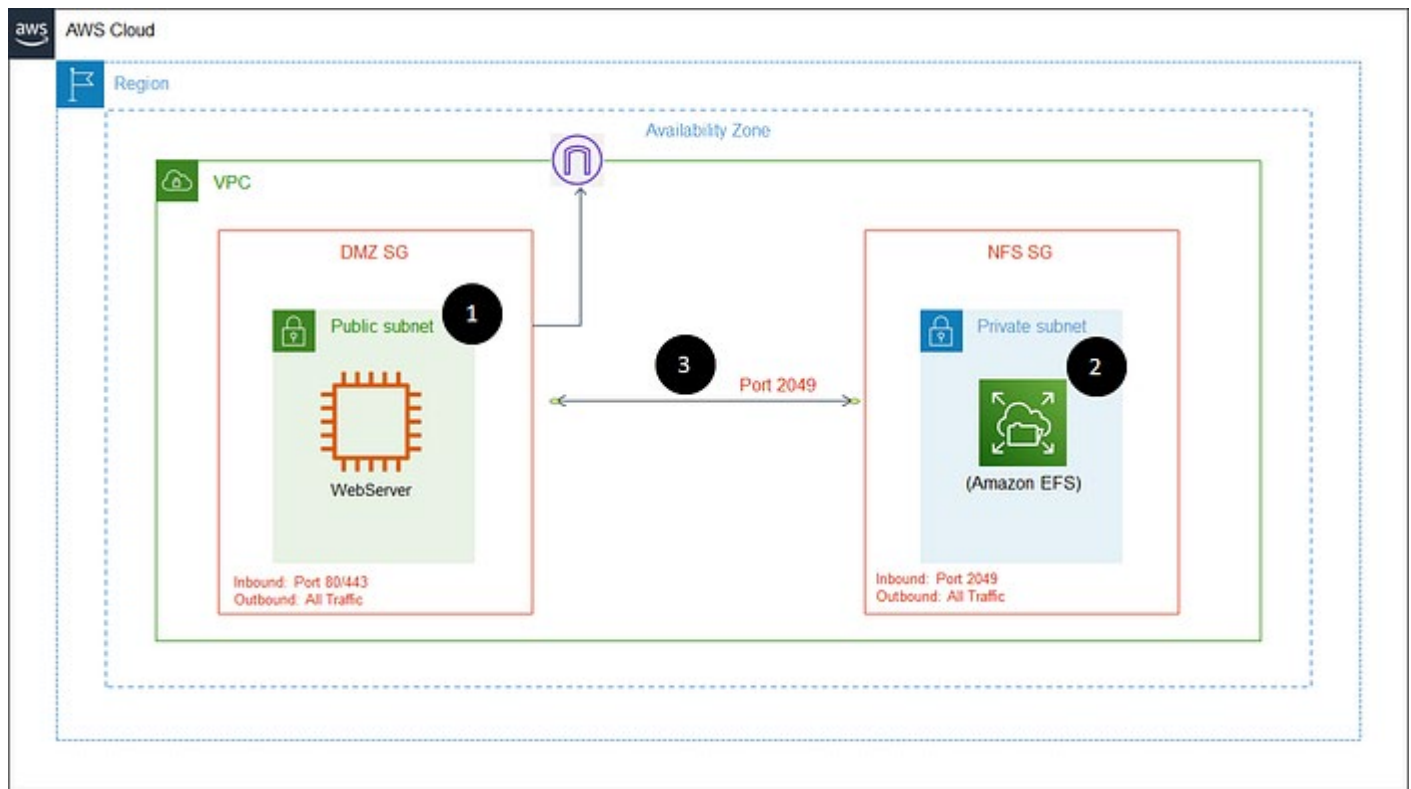 aws
AWS Cloud
Region
Availability Zone
VPC
DMZ SG
NFS SG
Public subnet
1
Private subnet
2
3
Port 2049
WebServer
(Amazon EFS)
Inbound: Port 80/443
Outbound: All Traffic
Inbound: Port 2049
Outbound: All Traffic